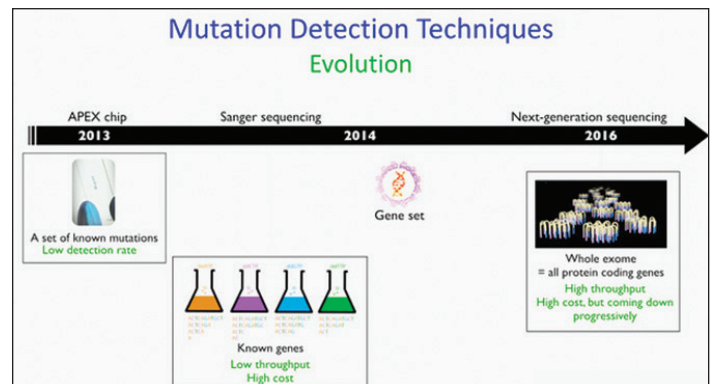 Mutation Detection Techniques
Evolution
APEX chip
Sanger sequencing
Next-generation sequencing
2013
2014
2016
A set of known mutations
Low detection rate
Gene set
Known genes
Low throughput
High cost
Whole exome
= all protein coding genes
High throughput
High cost, but coming down
progressively